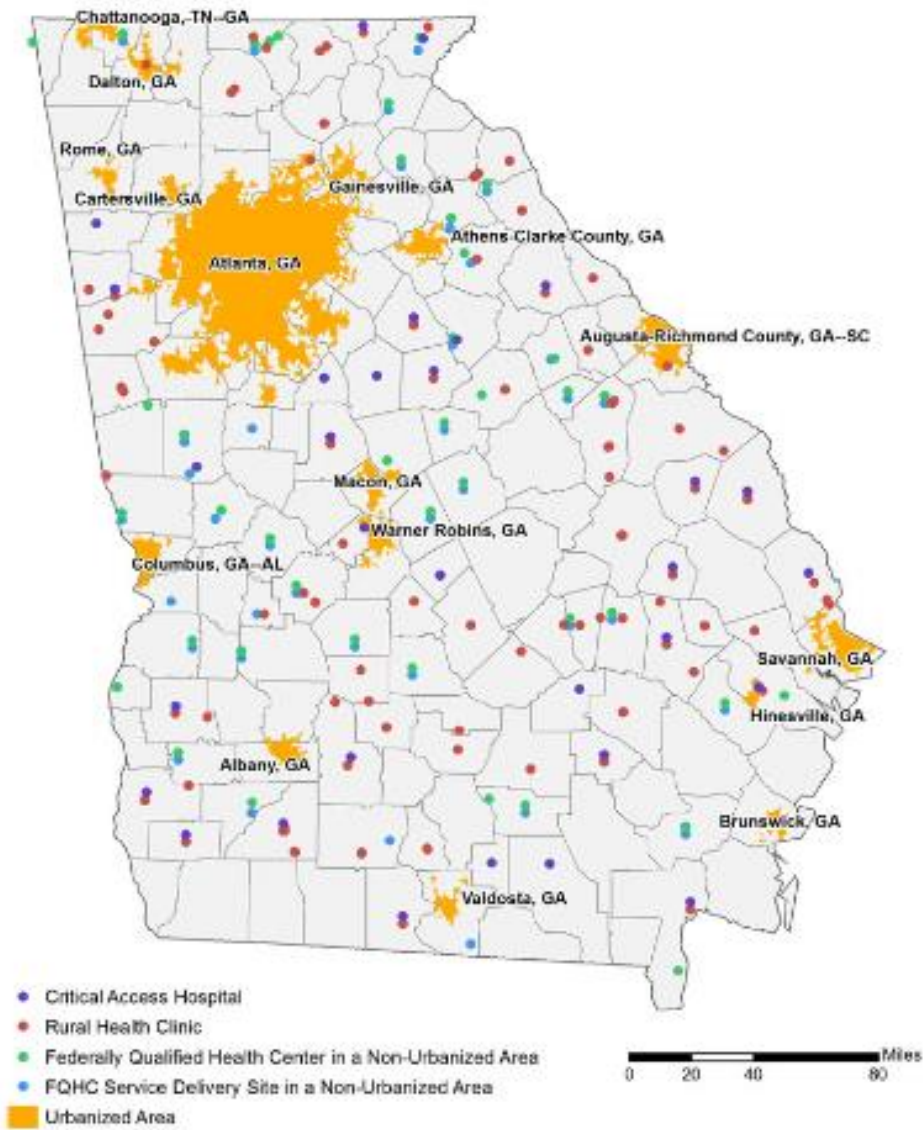 Chattanooga, TN--GA
Dalton, GA
Rome, GA
Gainesville, GA
Cartersville, GA
Athens-Clarke County, GA
Atlanta, GA
Augusta-Richmond County, GA--SC
Macon, GA
Warner Robins, GA
Columbus, GA--AL
Savannah, GA
Hinesville, GA
Albany, GA
Brunswick, GA
Valdosta, GA
Critical Access Hospital
Rural Health Clinic
Federally Qualified Health Center in a Non-Urbanized Area
FQHC Service Delivery Site in a Non-Urbanized Area
Urbanized Area
Miles
0 20 40 80